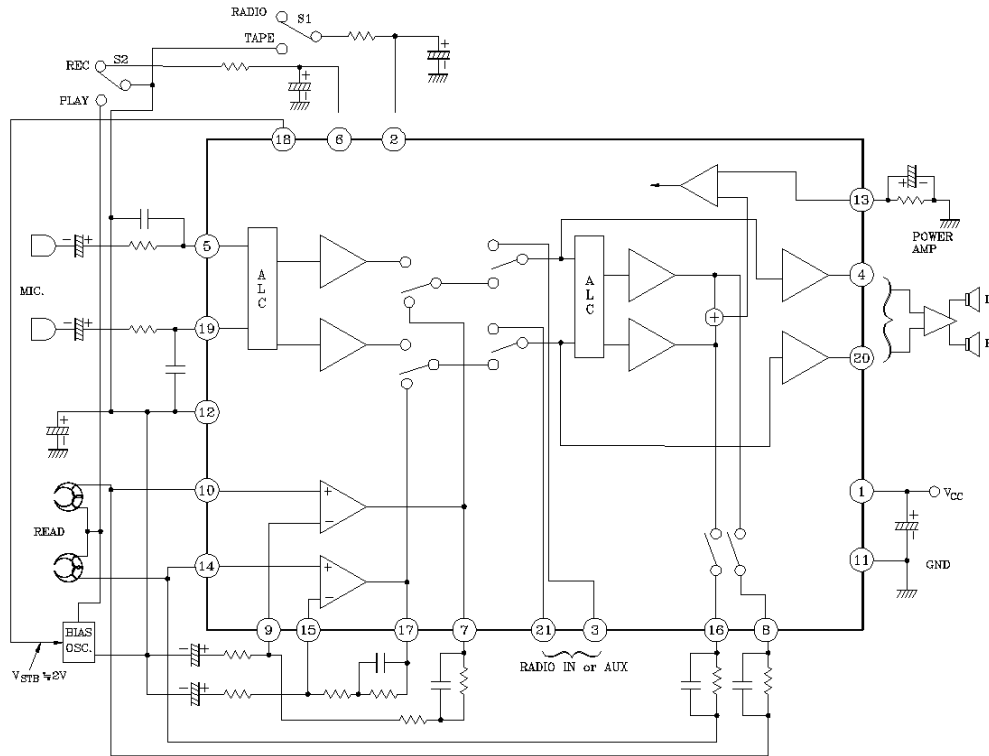 RADIO
S1
TAPE
REC
S2
PLAY
18
6
2
13
POWER
AMP
5
MIC.
ALC
ALC
4
19
20
12
10
READ
14
1
VCC
11
GND
BIAS
OSC.
VSTB ≒2V
9
15
17
7
21
3
16
8
RADIO IN or AUX